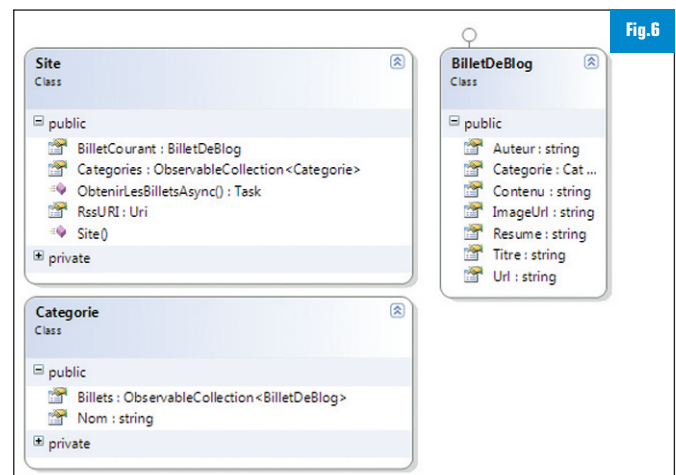 Fig.6
Site
Class
public
BilletCourant : BilletDeBlog
Categories : ObservableCollection<Categorie>
ObtenirLesBilletsAsync() : Task
RssURI : Uri
Site()
private
BilletDeBlog
Class
public
Auteur : string
Categorie : Cat ...
Contenu : string
ImageUrl : string
Resume : string
Titre : string
Url : string
Categorie
Class
public
Billets : ObservableCollection<BilletDeBlog>
Nom : string
private